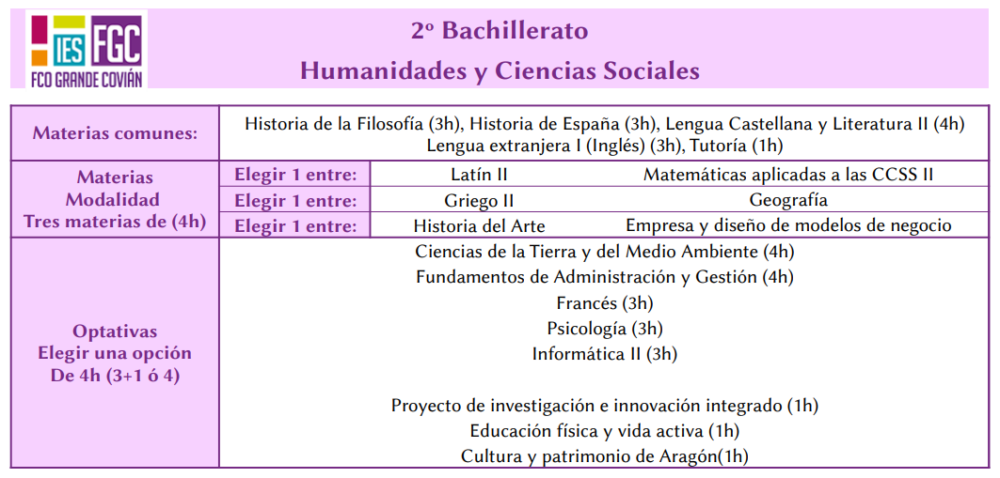 IES FGC
FCO GRANDE COVIÁN
2º Bachillerato
Humanidades y Ciencias Sociales
Materias comunes:
Historia de la Filosofía (3h), Historia de España (3h), Lengua Castellana y Literatura II (4h)
Lengua extranjera I (Inglés) (3h), Tutoría (1h)
Materias
Modalidad
Tres materias de (4h)
Elegir 1 entre: Latín II Matemáticas aplicadas a las CCSS II
Elegir 1 entre: Griego II Geografía
Elegir 1 entre: Historia del Arte Empresa y diseño de modelos de negocio
Optativas
Elegir una opción
De 4h (3+1 ó 4)
Ciencias de la Tierra y del Medio Ambiente (4h)
Fundamentos de Administración y Gestión (4h)
Francés (3h)
Psicología (3h)
Informática II (3h)
Proyecto de investigación e innovación integrado (1h)
Educación física y vida activa (1h)
Cultura y patrimonio de Aragón(1h)